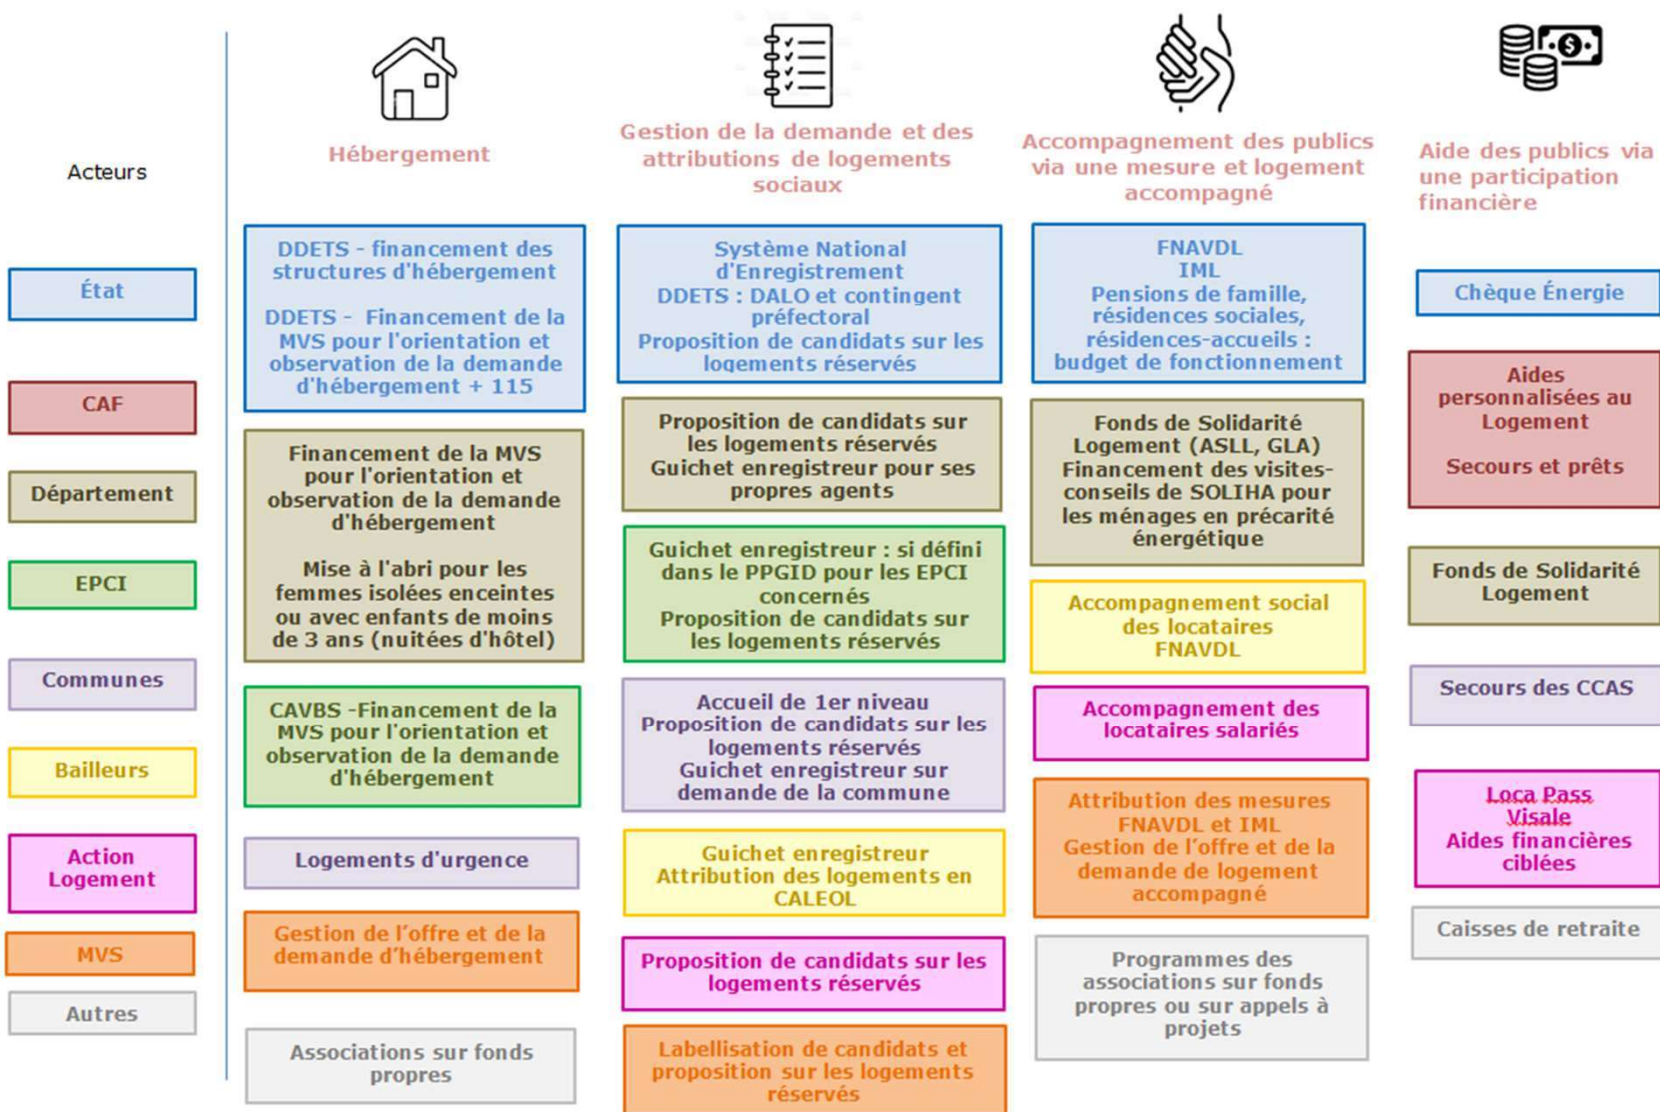 Acteurs
État
CAF
Département
EPCI
Communes
Bailleurs
Action
Logement
MVS
Autres
Hébergement
DDETS - financement des
structures d'hébergement
DDETS -  Financement de la
MVS pour l'orientation et
observation de la demande
d'hébergement + 115
Financement de la MVS
pour l'orientation et
observation de la demande
d'hébergement
Mise à l'abri pour les
femmes isolées enceintes
ou avec enfants de moins
de 3 ans (nuitées d'hôtel)
CAVBS -Financement de la
MVS pour l'orientation et
observation de la demande
d'hébergement
Logements d'urgence
Gestion de l’offre et de la
demande d’hébergement
Associations sur fonds
propres
Gestion de la demande et des
attributions de logements
sociaux
Système National
d'Enregistrement
DDETS : DALO et contingent
préfectoral
Proposition de candidats sur les
logements réservés
Proposition de candidats sur
les logements réservés
Guichet enregistreur pour ses
propres agents
Guichet enregistreur : si défini
dans le PPGID pour les EPCI
concernés
Proposition de candidats sur
les logements réservés
Accueil de 1er niveau
Proposition de candidats sur les
logements réservés
Guichet enregistreur sur
demande de la commune
Guichet enregistreur
Attribution des logements en
CALEOL
Proposition de candidats sur les
logements réservés
Labellisation de candidats et
proposition sur les logements
réservés
Accompagnement des publics
via une mesure et logement
accompagné
FNAVDL
IML
Pensions de famille,
résidences sociales,
résidences-accueils :
budget de fonctionnement
Fonds de Solidarité
Logement (ASLL, GLA)
Financement des visites-
conseils de SOLIHA pour
les ménages en précarité
énergétique
Accompagnement social
des locataires
FNAVDL
Accompagnement des
locataires salariés
Attribution des mesures
FNAVDL et IML
Gestion de l’offre et de la
demande de logement
accompagné
Programmes des
associations sur fonds
propres ou sur appels à
projets
Aide des publics via
une participation
financière
Chèque Énergie
Aides
personnalisées au
Logement
Secours et prêts
Fonds de Solidarité
Logement
Secours des CCAS
Loca Pass
Visale
Aides financières
ciblées
Caisses de retraite